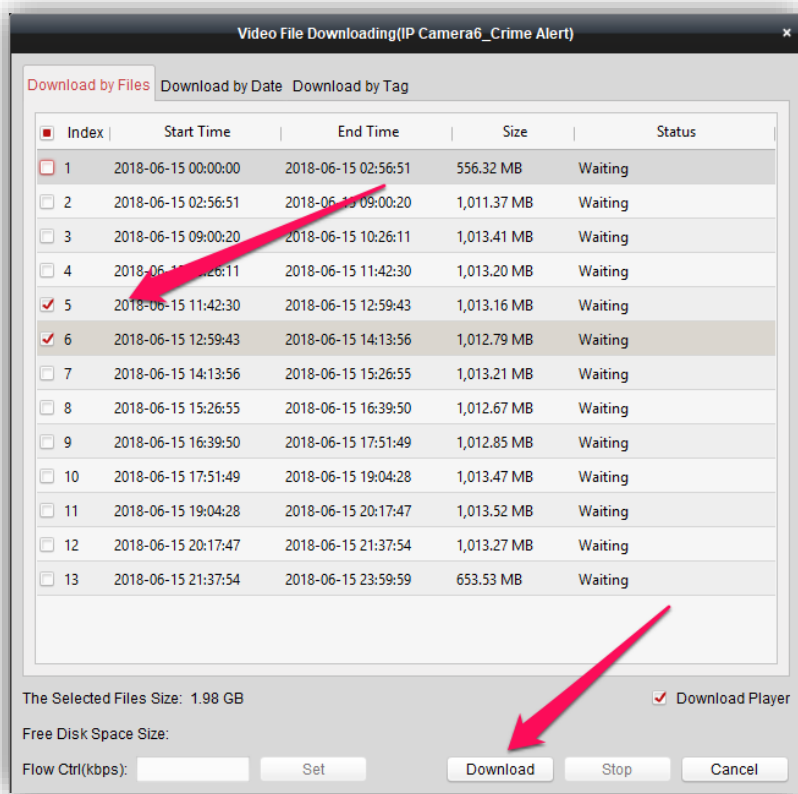 Video File Downloading(IP Camera6_Crime Alert) ×
Download by Files Download by Date Download by Tag
Index Start Time End Time Size Status
1 2018-06-15 00:00:00 2018-06-15 02:56:51 556.32 MB Waiting
2 2018-06-15 02:56:51 2018-06-15 09:00:20 1,011.37 MB Waiting
3 2018-06-15 09:00:20 2018-06-15 10:26:11 1,013.41 MB Waiting
4 2018-06-15 10:26:11 2018-06-15 11:42:30 1,013.20 MB Waiting
5 2018-06-15 11:42:30 2018-06-15 12:59:43 1,013.16 MB Waiting
6 2018-06-15 12:59:43 2018-06-15 14:13:56 1,012.79 MB Waiting
7 2018-06-15 14:13:56 2018-06-15 15:26:55 1,013.21 MB Waiting
8 2018-06-15 15:26:55 2018-06-15 16:39:50 1,012.67 MB Waiting
9 2018-06-15 16:39:50 2018-06-15 17:51:49 1,012.85 MB Waiting
10 2018-06-15 17:51:49 2018-06-15 19:04:28 1,013.47 MB Waiting
11 2018-06-15 19:04:28 2018-06-15 20:17:47 1,013.52 MB Waiting
12 2018-06-15 20:17:47 2018-06-15 21:37:54 1,013.27 MB Waiting
13 2018-06-15 21:37:54 2018-06-15 23:59:59 653.53 MB Waiting
The Selected Files Size: 1.98 GB Download Player
Free Disk Space Size:
Flow Ctrl(kbps): Set Download Stop Cancel